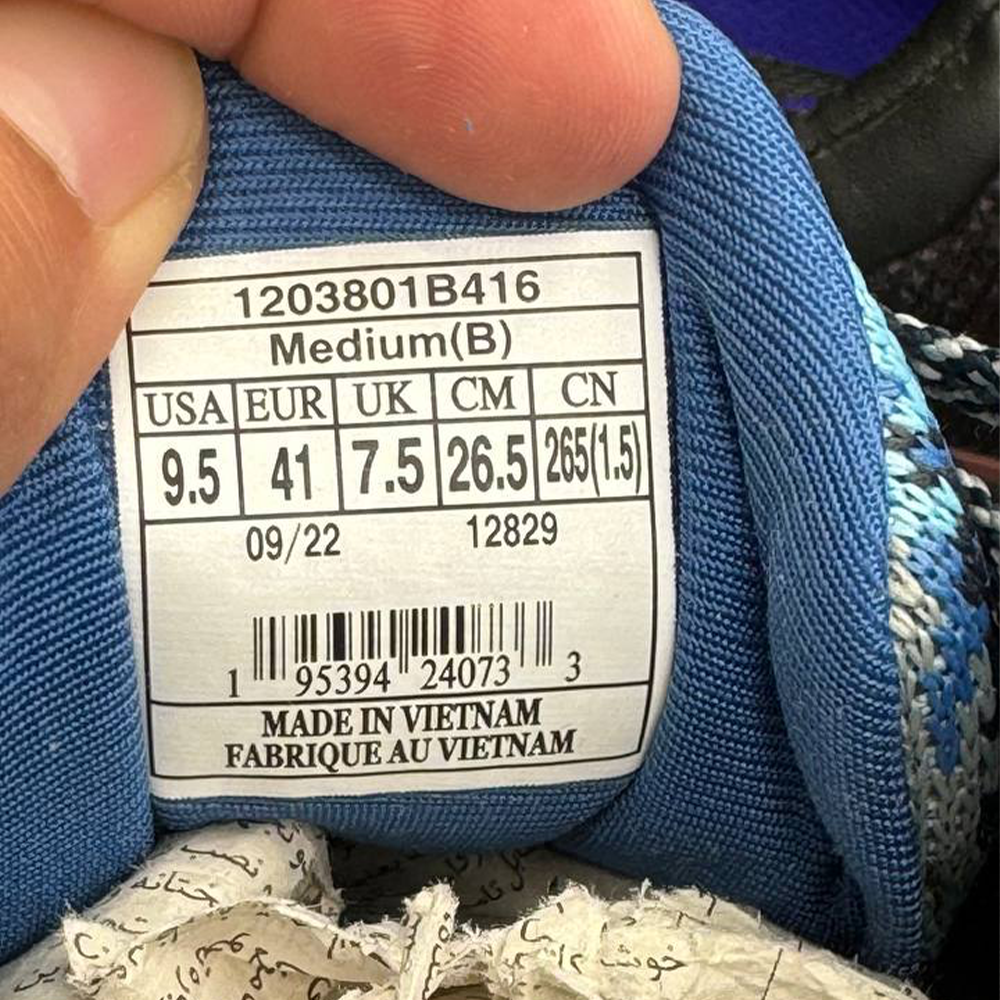 1203801B416
Medium(B)
USA EUR UK CM CN
9.5 41 7.5 26.5 265(1.5)
09/22 12829
1 95394 24073 3
MADE IN VIETNAM
FABRIQUE AU VIETNAM